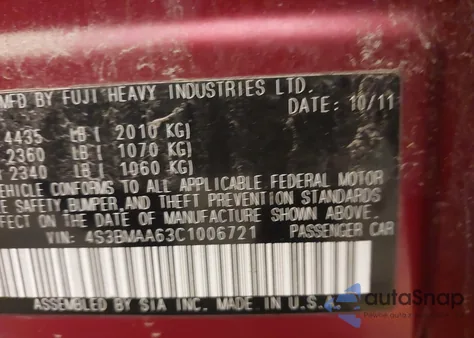 MFD BY FUJI HEAVY INDUSTRIES LTD.
DATE: 10/11
4435 LB ( 2010 KG)
2360 LB ( 1070 KG)
2340 LB ( 1060 KG)
VEHICLE CONFORMS TO ALL APPLICABLE FEDERAL MOTOR
SAFETY, BUMPER, AND THEFT PREVENTION STANDARDS
EFFECT ON THE DATE OF MANUFACTURE SHOWN ABOVE.
VIN: 4S3BMAA63C1006721 PASSENGER CAR
ASSEMBLED BY SIA INC. MADE IN U.S.A.
autoSnap